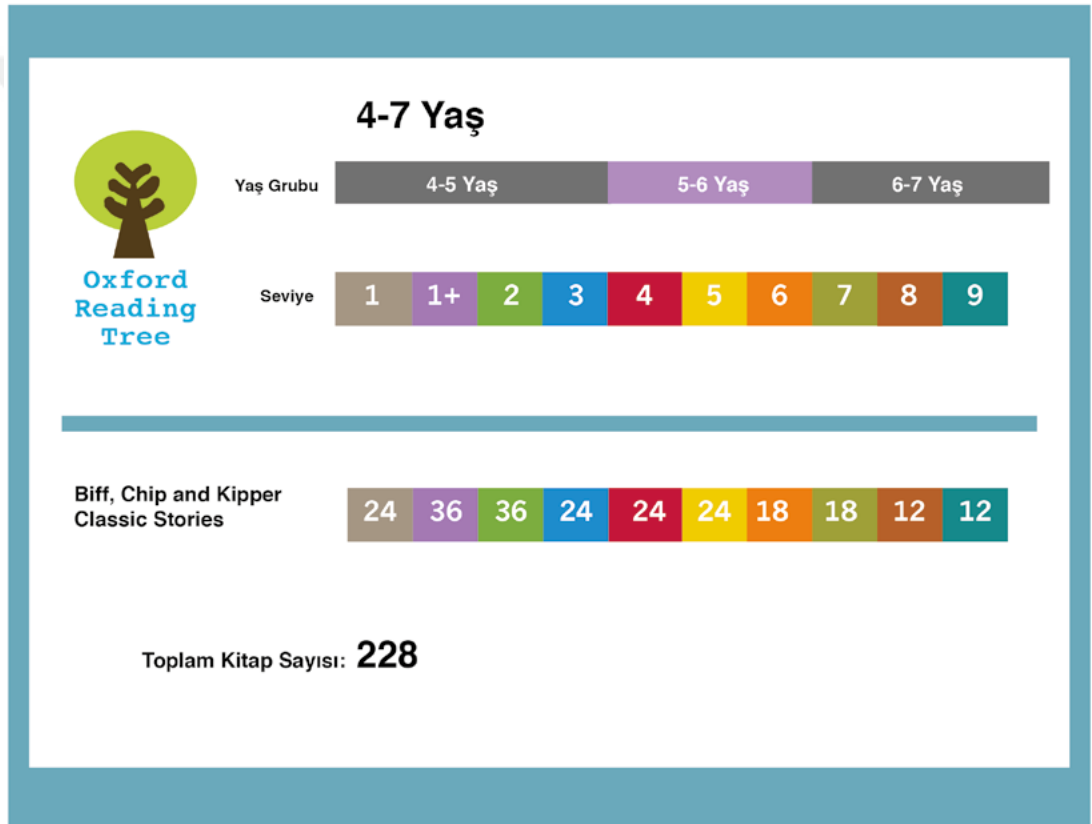 4-7 Yaş
Yaş Grubu 4-5 Yaş 5-6 Yaş 6-7 Yaş
Oxford
Reading
Tree
Seviye 1 1+ 2 3 4 5 6 7 8 9
Biff, Chip and Kipper
Classic Stories
24 36 36 24 24 24 18 18 12 12
Toplam Kitap Sayısı: 228